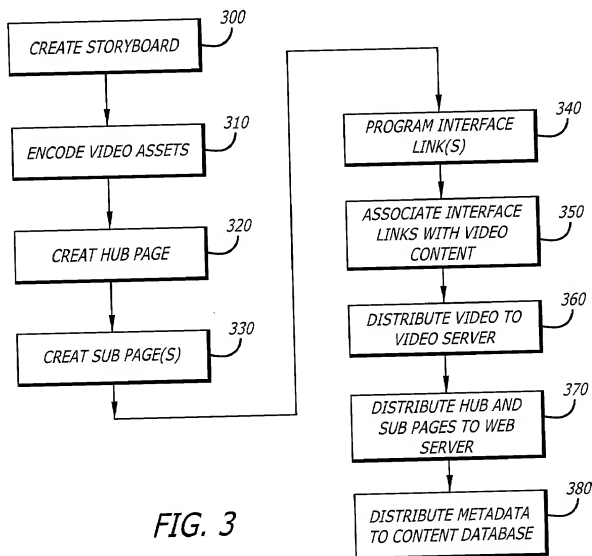 300
CREATE STORYBOARD
310
ENCODE VIDEO ASSETS
320
CREAT HUB PAGE
330
CREAT SUB PAGE(S)
340
PROGRAM INTERFACE
LINK(S)
350
ASSOCIATE INTERFACE
LINKS WITH VIDEO
CONTENT
360
DISTRIBUTE VIDEO TO
VIDEO SERVER
370
DISTRIBUTE HUB AND
SUB PAGES TO WEB
SERVER
380
DISTRIBUTE METADATA
TO CONTENT DATABASE
FIG. 3